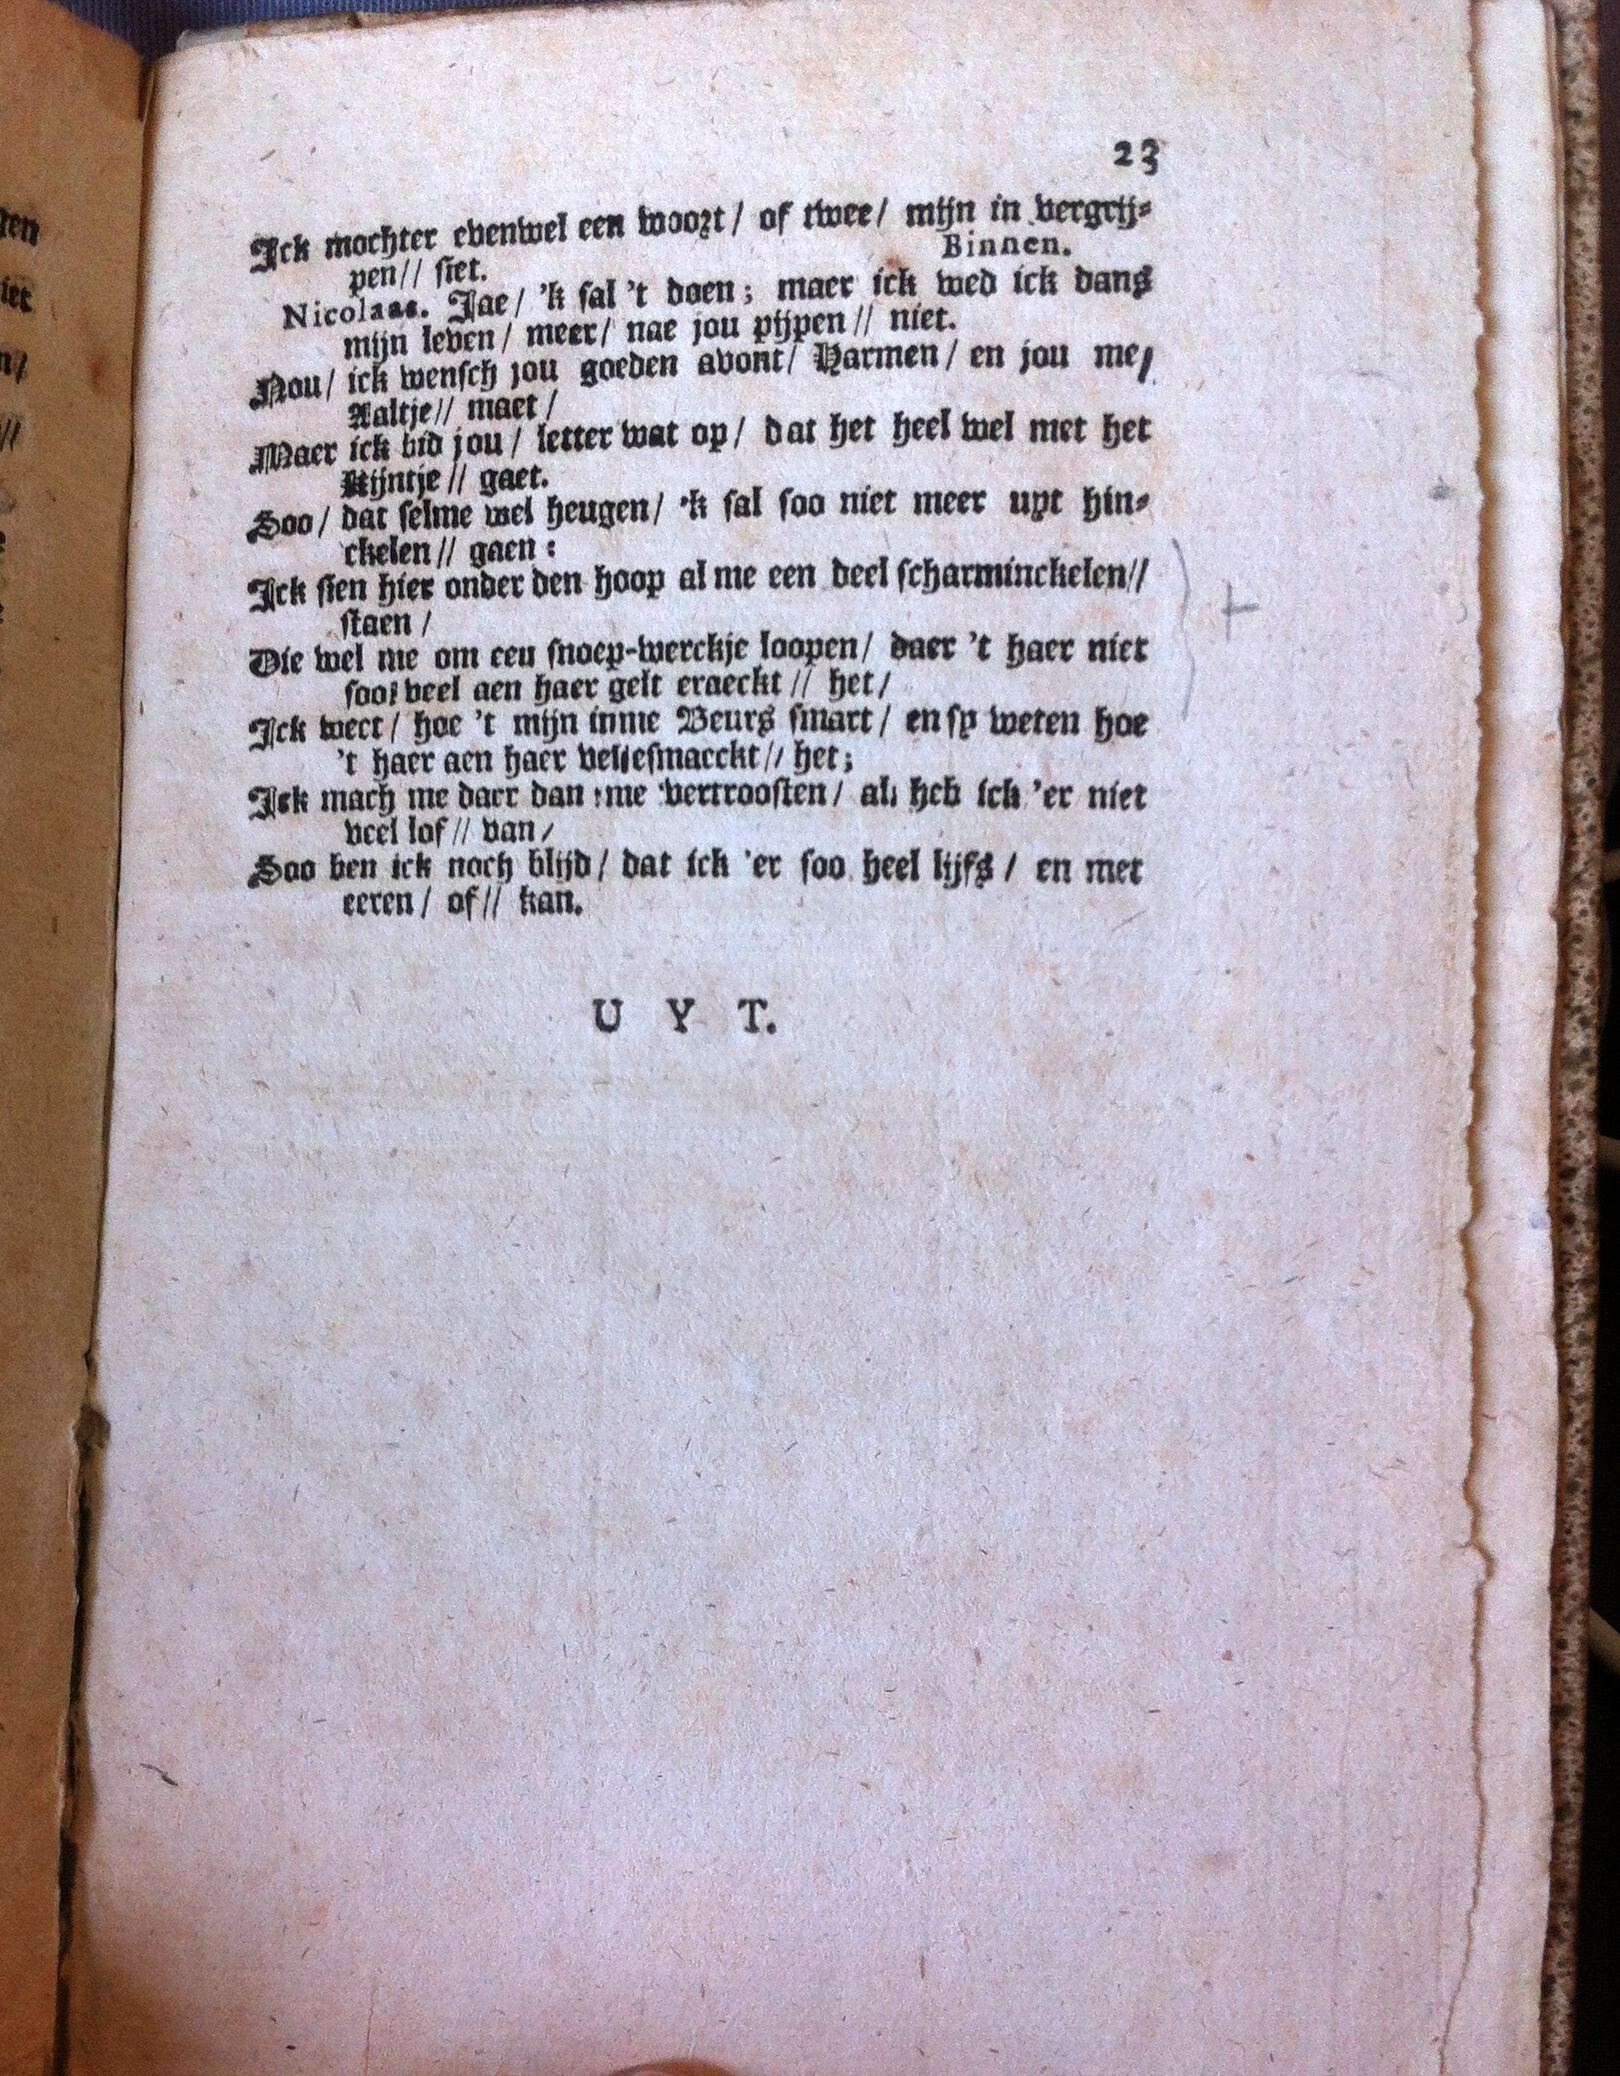 23
Ick mochter evenwel een woort / of twee / mijn in vergrij-
Binnen.
pen // siet.
Nicolaas. Jae / 'k sal 't doen ; maer ick wed ick dans
mijn leven / meer / nae jou pijpen // niet.
Nou / ick wensch jou goeden avont / Harmen / en jou me /
Aaltje // maet /
Maer ick bid jou / letter wat op / dat het heel wel met het
Kijntje // gaet.
Soo / dat selme wel heugen / 'k sal soo niet meer uyt hin-
ckelen // gaen :
Ick sien hier onder den hoop al me een deel scharminckelen //
staen /
Die wel me om een snoep-werckje loopen / daer 't haer niet
soo veel aen haer gelt eraeckt // het /
Ick weet / hoe 't mijn inme Beurs smart / en sy weten hoe
't haer aen haer smaeckt // het ;
Ick mach me daer dan me vertroosten / al heb ick 'er niet
veel lof // van /
Soo ben ick noch blijd / dat ick 'er soo heel lijfs / en met
eeren / of // kan.
U Y T.